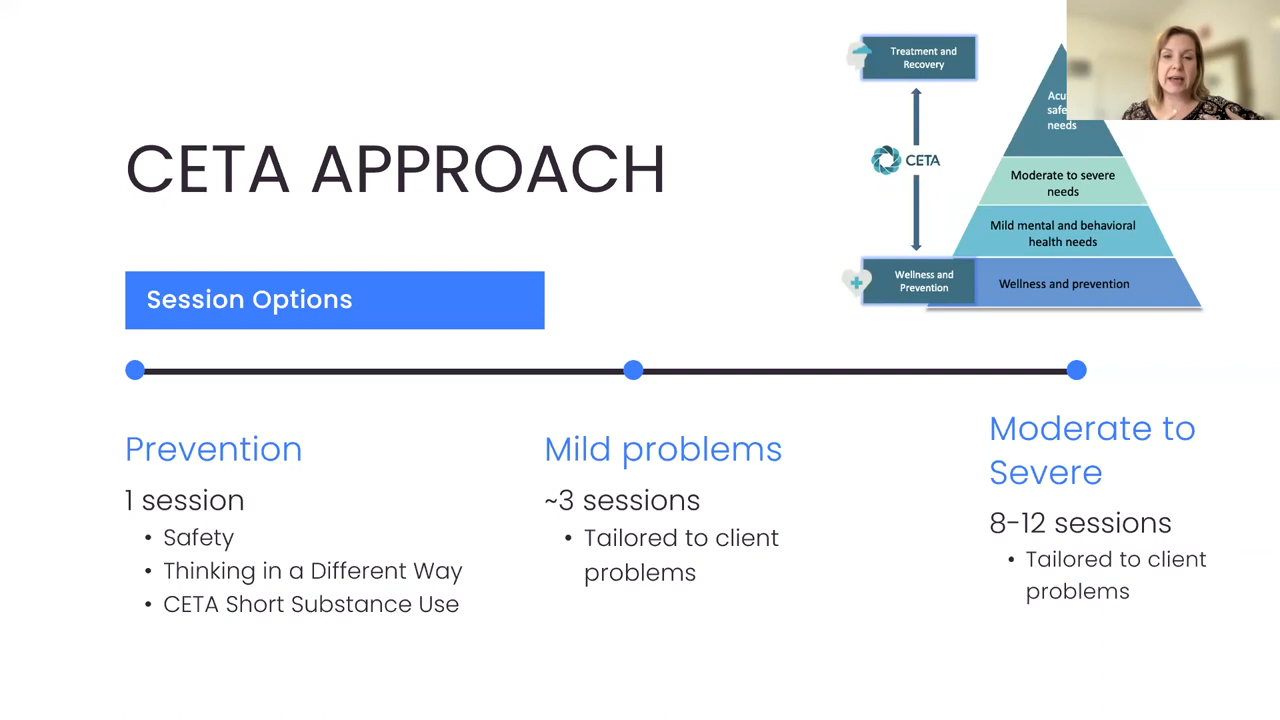 Treatment and
Recovery
CETA
Wellness and
Prevention
needs
Moderate to severe
needs
Mild mental and behavioral
health needs
Wellness and prevention
CETA APPROACH
Session Options
Prevention
1 session
• Safety
• Thinking in a Different Way
• CETA Short Substance Use
Mild problems
~3 sessions
• Tailored to client
problems
Moderate to
Severe
8-12 sessions
• Tailored to client
problems